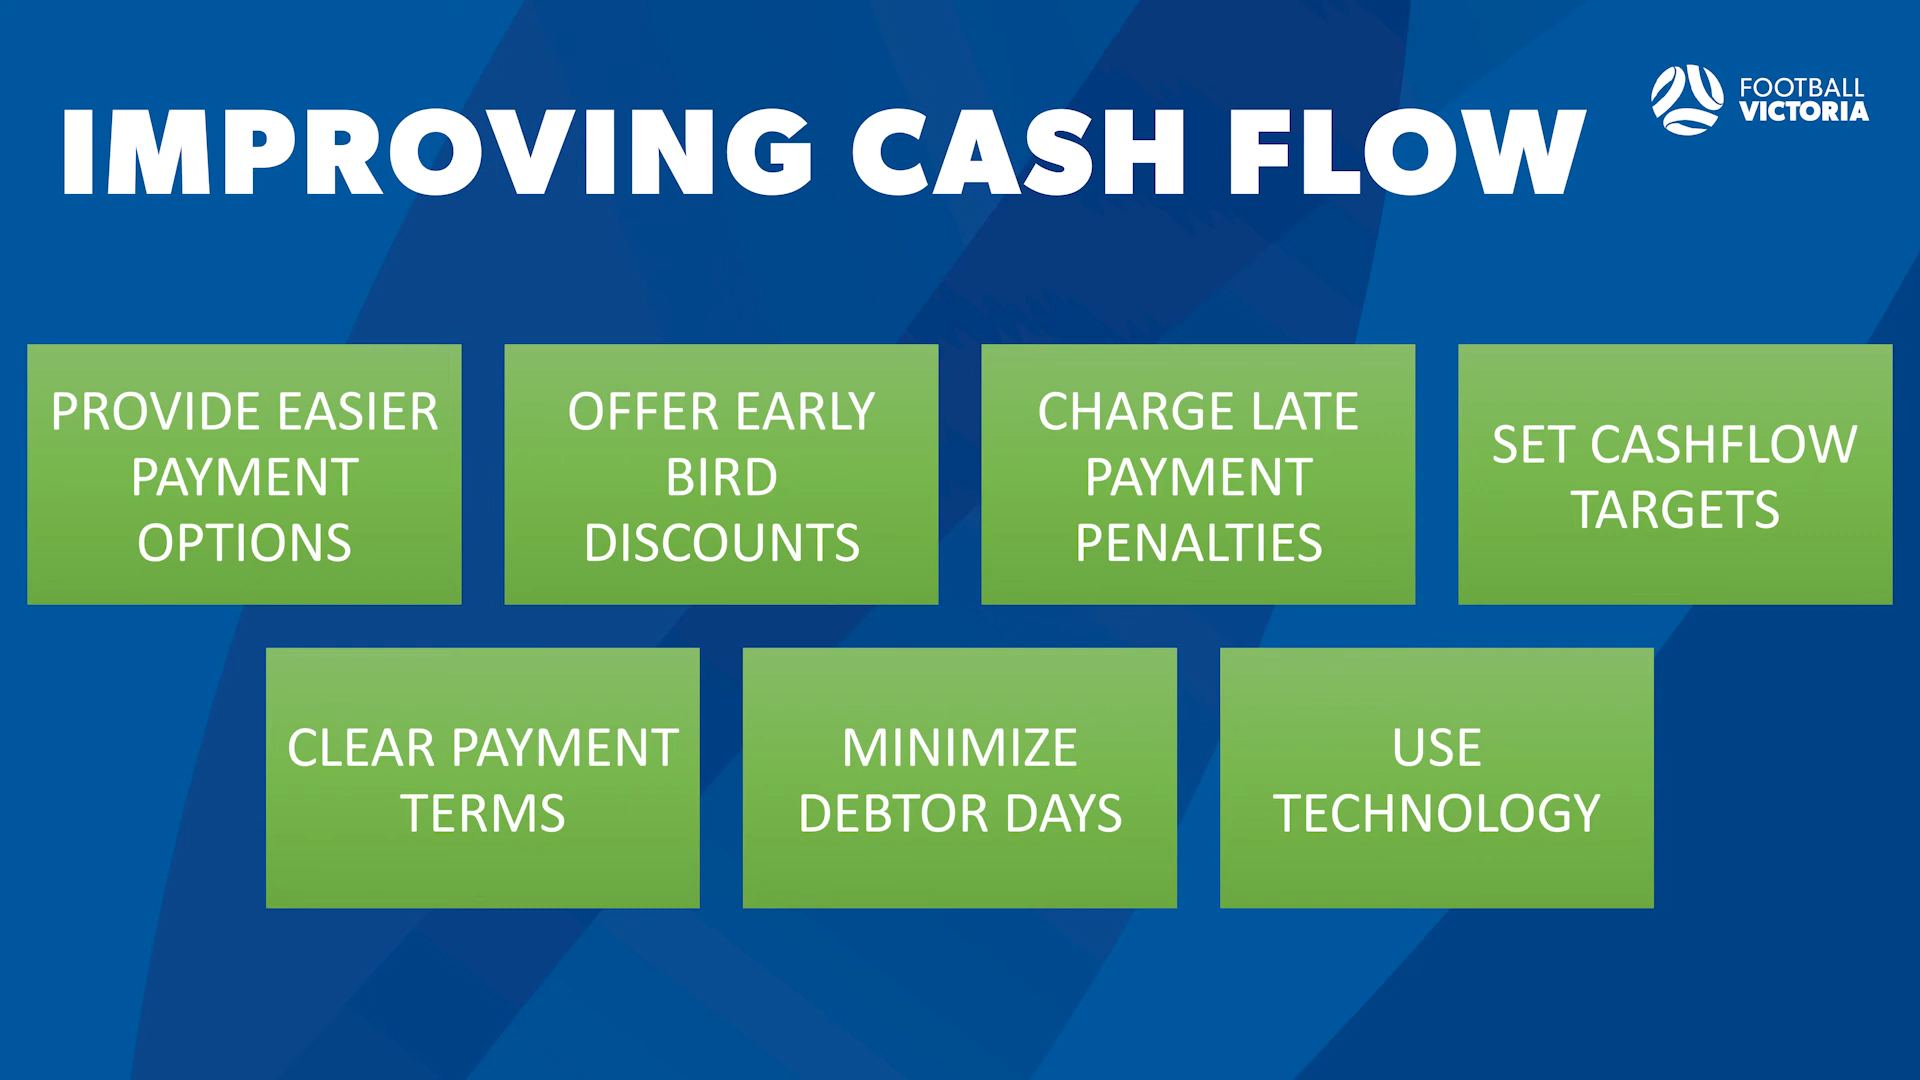 IMPROVING CASH FLOW
FOOTBALL
VICTORIA
PROVIDE EASIER
PAYMENT
OPTIONS
OFFER EARLY
BIRD
DISCOUNTS
CHARGE LATE
PAYMENT
PENALTIES
SET CASHFLOW
TARGETS
CLEAR PAYMENT
TERMS
MINIMIZE
DEBTOR DAYS
USE
TECHNOLOGY